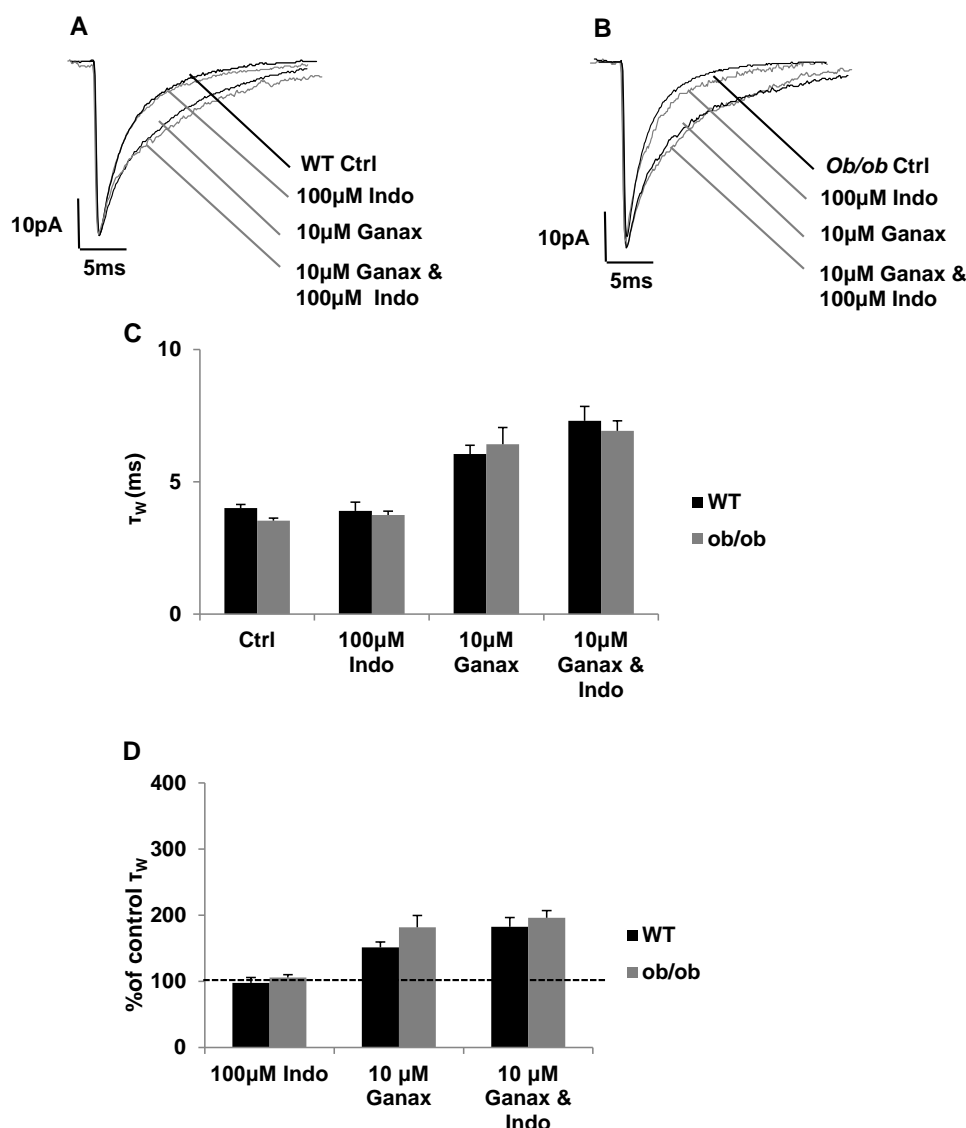 A
WT Ctrl
100µM Indo
10µM Ganax
10µM Ganax &
100µM Indo
10pA
5ms
B
Ob/ob Ctrl
100µM Indo
10µM Ganax
10µM Ganax &
100µM Indo
10pA
5ms
C
τW (ms)
10
5
0
Ctrl
100µM
Indo
10µM
Ganax
10µM
Ganax &
Indo
WT
ob/ob
D
%of control τW
400
300
200
100
0
100µM Indo
10 µM
Ganax
10 µM
Ganax &
Indo
WT
ob/ob